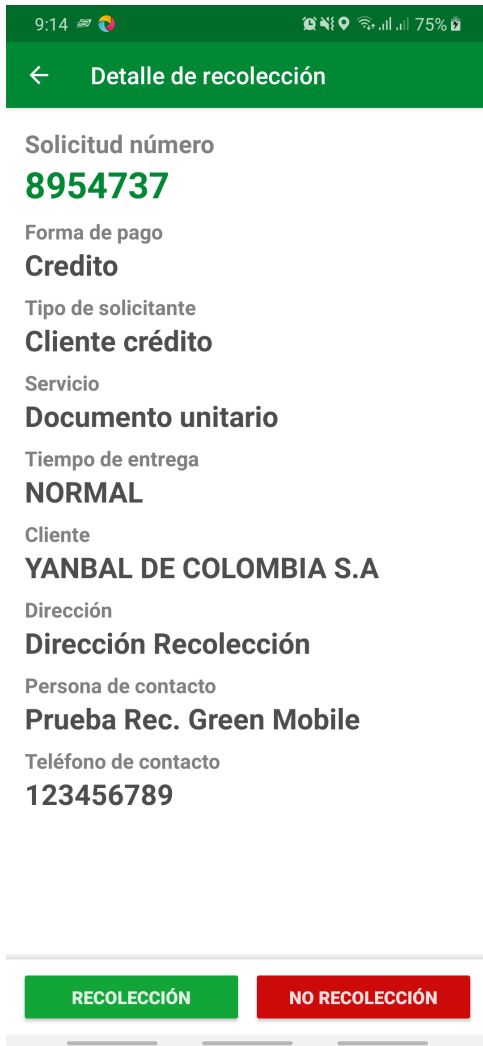 9:14 75%
Detalle de recolección
Solicitud número
8954737
Forma de pago
Credito
Tipo de solicitante
Cliente crédito
Servicio
Documento unitario
Tiempo de entrega
NORMAL
Cliente
YANBAL DE COLOMBIA S.A
Dirección
Dirección Recolección
Persona de contacto
Prueba Rec. Green Mobile
Teléfono de contacto
123456789
RECOLECCIÓN NO RECOLECCIÓN